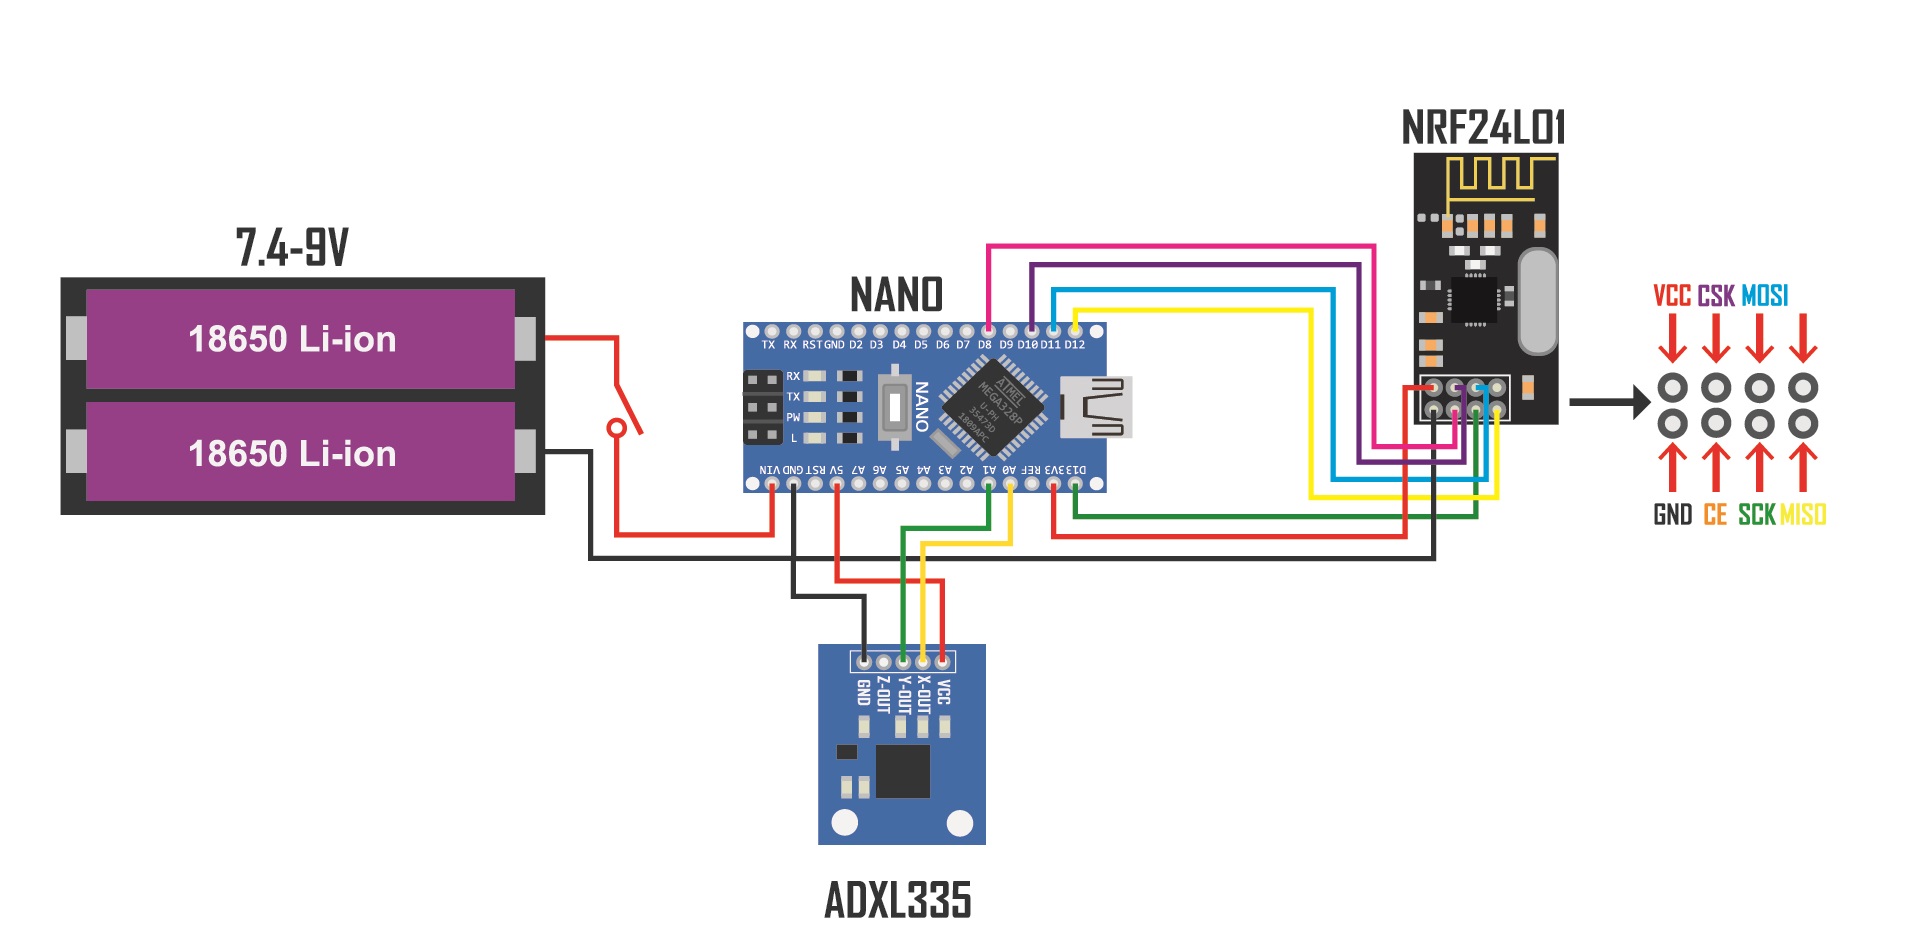 NRF24L01
7.4-9V
18650 Li-ion
18650 Li-ion
NANO
TX RX RST GND D2 D3 D4 D5 D6 D7 D8 D9 D10 D11 D12
RX
TX
PW
L
NANO
ATMEL
MEGA328P
U-PH
35473D
1809APC
VIN GND RST 5V A7 A6 A5 A4 A3 A2 A1 A0 REF 3V3 D13
VCC CSK MOSI
GND CE SCK MISO
GND Z-OUT Y-OUT X-OUT VCC
ADXL335